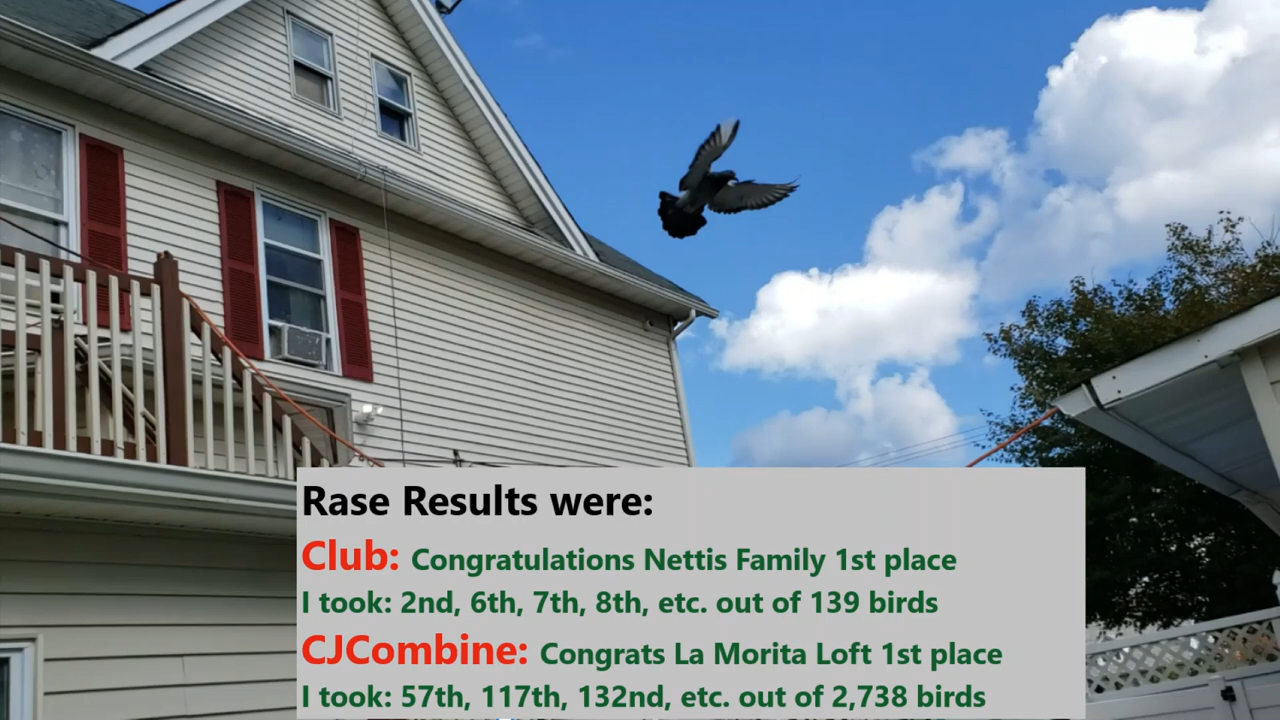 Rase Results were:
Club: Congratulations Nettis Family 1st place
I took: 2nd, 6th, 7th, 8th, etc. out of 139 birds
CJCombine: Congrats La Morita Loft 1st place
I took: 57th, 117th, 132nd, etc. out of 2,738 birds